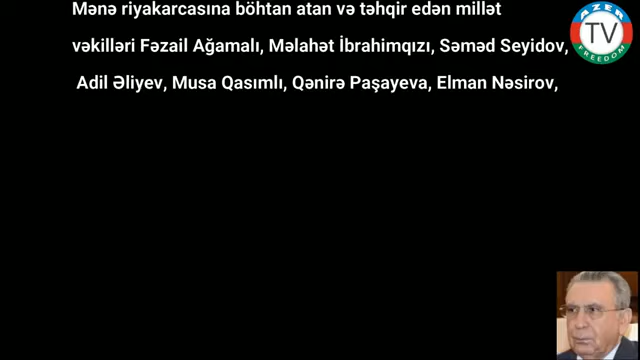 Mənə riyakarcasına böhtan atan və təhqir edən millət
vəkilləri Fəzail Ağamalı, Məlahət İbrahimqızı, Səməd Seyidov,
Adil Əliyev, Musa Qasımlı, Qənirə Paşayeva, Elman Nəsirov,
AZER
TV
FREEDOM